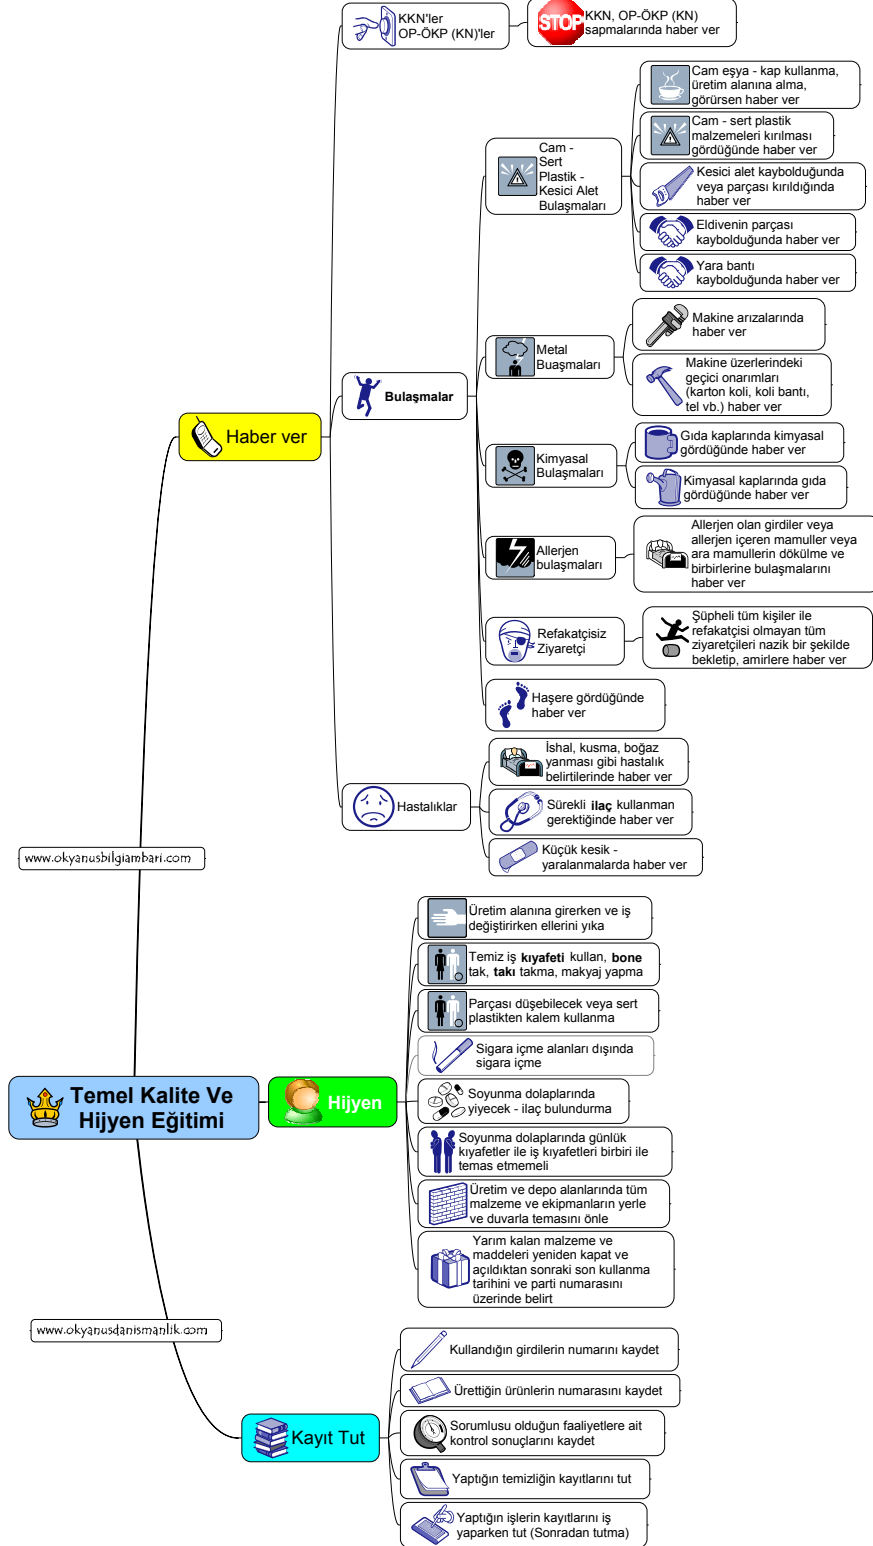 KKN'ler
OP-ÖKP (KN)'ler
STOP
KKN, OP-ÖKP (KN)
sapmalarında haber ver
Cam -
Sert
Plastik -
Kesici Alet
Bulaşmaları
Cam eşya - kap kullanma,
üretim alanına alma,
görürsen haber ver
Cam - sert plastik
malzemeleri kırılması
gördüğünde haber ver
Kesici alet kaybolduğunda
veya parçası kırıldığında
haber ver
Eldivenin parçası
kaybolduğunda haber ver
Yara bantı
kaybolduğunda haber ver
Metal
Buaşmaları
Makine arızalarında
haber ver
Makine üzerlerindeki
geçici onarımları
(karton koli, koli bantı,
tel vb.) haber ver
Bulaşmalar
Haber ver
Kimyasal
Bulaşmaları
Gıda kaplarında kimyasal
gördüğünde haber ver
Kimyasal kaplarında gıda
gördüğünde haber ver
Allerjen
bulaşmaları
Allerjen olan girdiler veya
allerjen içeren mamuller veya
ara mamullerin dökülme ve
birbirlerine bulaşmalarını
haber ver
Refakatçisiz
Ziyaretçi
Şüpheli tüm kişiler ile
refakatçisi olmayan tüm
ziyaretçileri nazik bir şekilde
bekletip, amirlere haber ver
Haşere gördüğünde
haber ver
Hastalıklar
İshal, kusma, boğaz
yanması gibi hastalık
belirtilerinde haber ver
Sürekli ilaç kullanman
gerektiğinde haber ver
Küçük kesik -
yaralanmalarda haber ver
www.okyanusbilgiambari.com
Temel Kalite Ve
Hijyen Eğitimi
Hijyen
Üretim alanına girerken ve iş
değiştirirken ellerini yıka
Temiz iş kıyafeti kullan, bone
tak, takı takma, makyaj yapma
Parçası düşebilecek veya sert
plastikten kalem kullanma
Sigara içme alanları dışında
sigara içme
Soyunma dolaplarında
yiyecek - ilaç bulundurma
Soyunma dolaplarında günlük
kıyafetler ile iş kıyafetleri birbiri ile
temas etmemeli
Üretim ve depo alanlarında tüm
malzeme ve ekipmanların yerle
ve duvarla temasını önle
Yarım kalan malzeme ve
maddeleri yeniden kapat ve
açıldıktan sonraki son kullanma
tarihini ve parti numarasını
üzerinde belirt
www.okyanusdanismanlik.com
Kayıt Tut
Kullandığın girdilerin numarını kaydet
Ürettiğin ürünlerin numarasını kaydet
Sorumlusu olduğun faaliyetlere ait
kontrol sonuçlarını kaydet
Yaptığın temizliğin kayıtlarını tut
Yaptığın işlerin kayıtlarını iş
yaparken tut (Sonradan tutma)